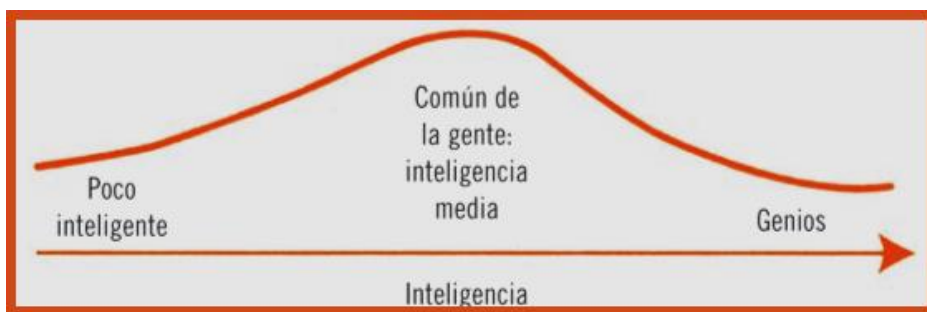 Común de
la gente:
inteligencia
media
Poco
inteligente
Genios
Inteligencia